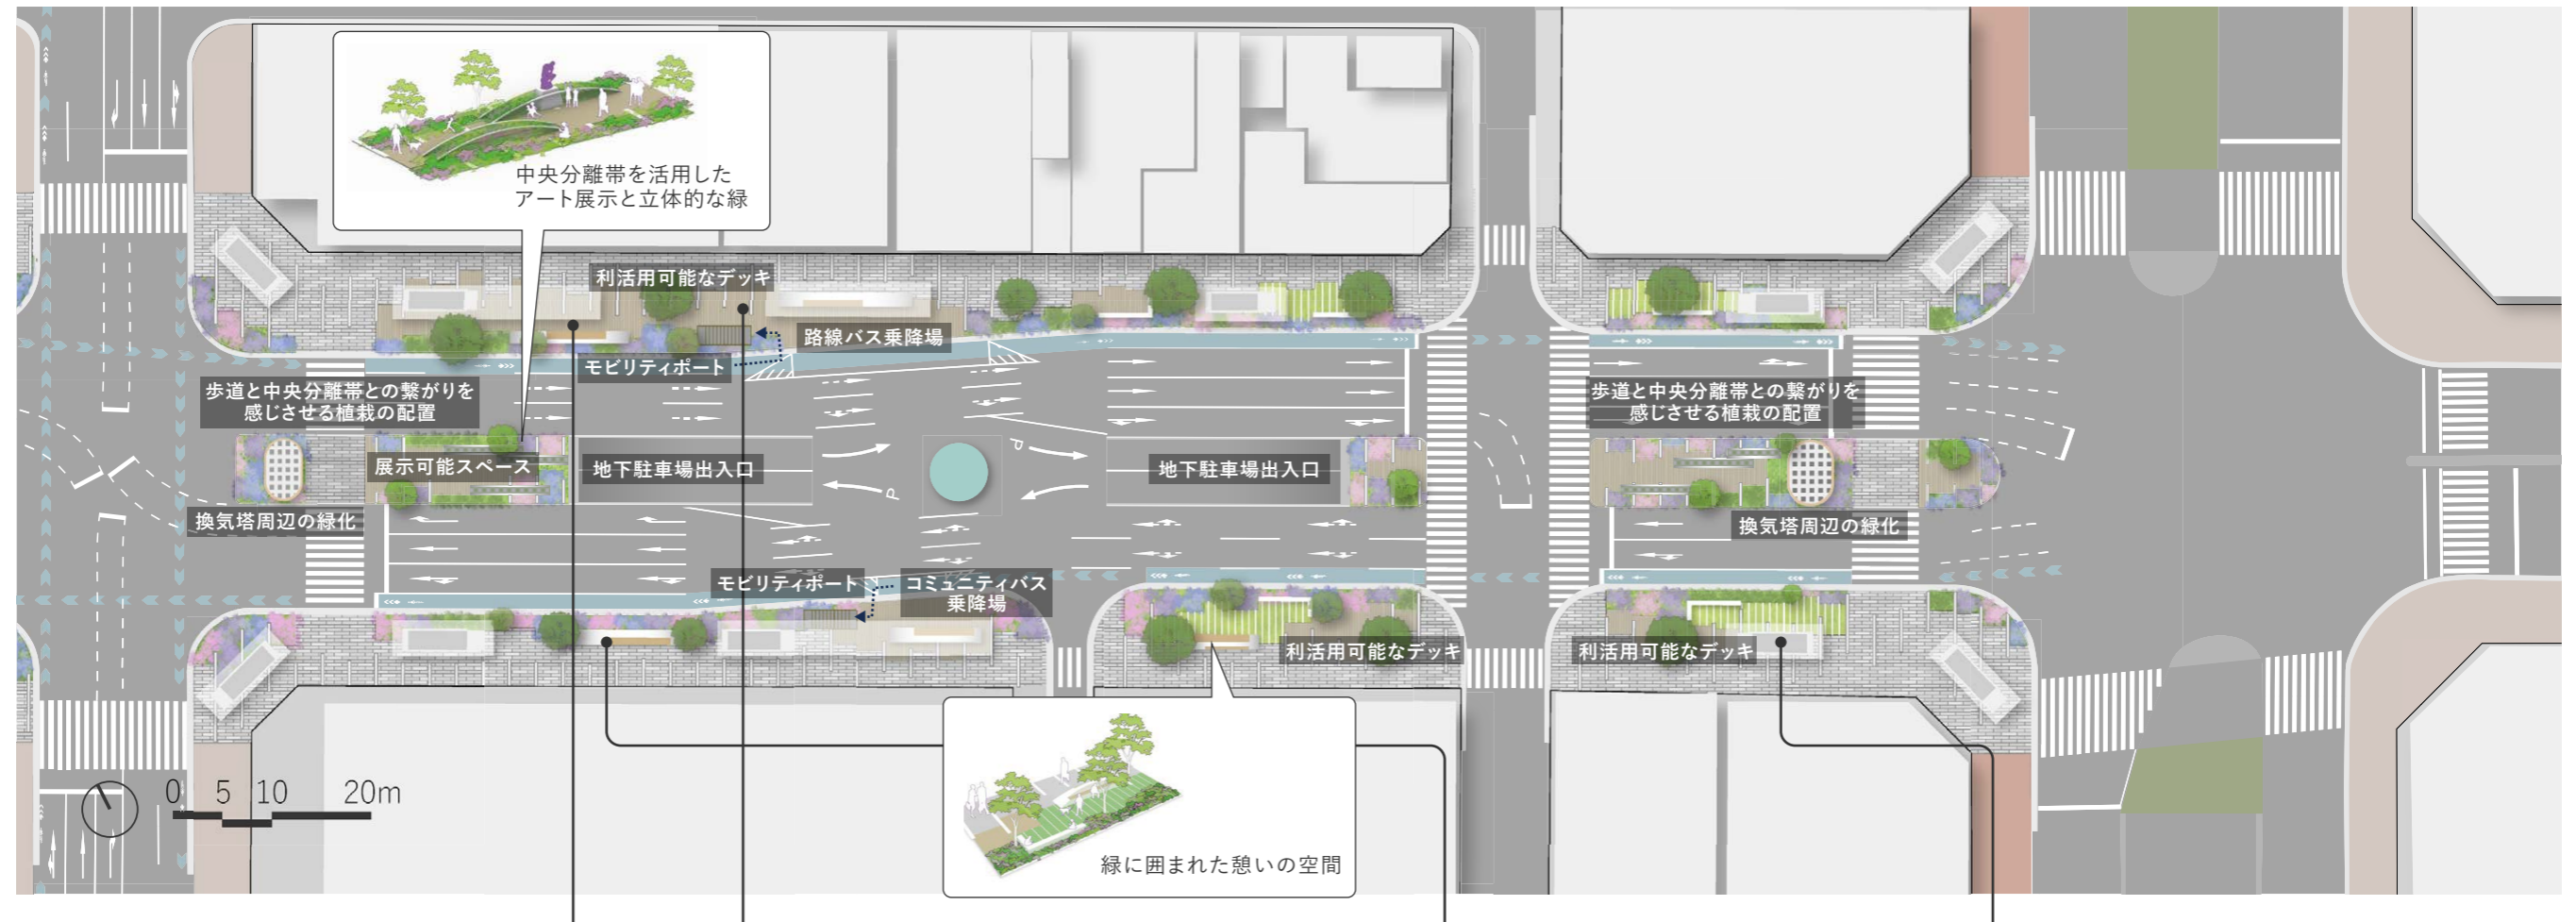 中央分離帯を活用した
アート展示と立体的な緑
利活用可能なデッキ
路線バス乗降場
モビリティポート
歩道と中央分離帯との繋がりを
感じさせる植栽の配置
歩道と中央分離帯との繋がりを
感じさせる植栽の配置
展示可能スペース
地下駐車場出入口
P
P
地下駐車場出入口
換気塔周辺の緑化
換気塔周辺の緑化
モビリティポート
コミューティバス
乗降場
利活用可能なデッキ
利活用可能なデッキ
0 5 10 20m
緑に囲まれた憩いの空間